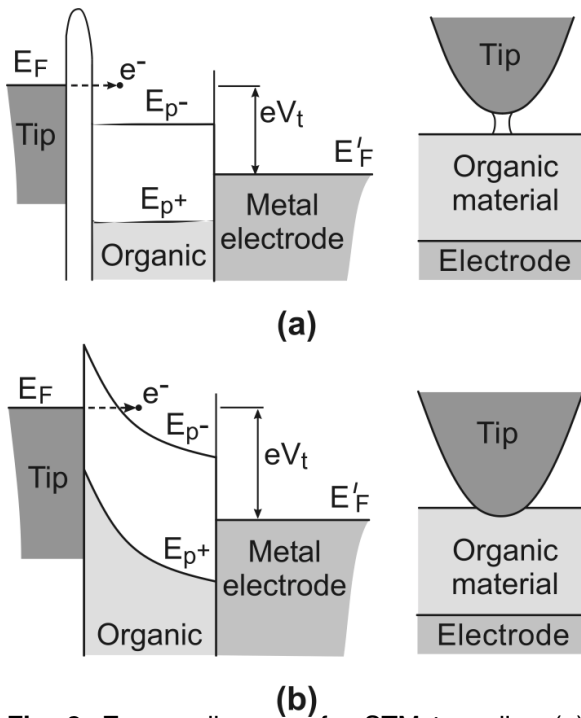 E_F
e⁻
E_p-
eV_t
E'_F
Tip
E_p+
Organic
Metal
electrode
Tip
Organic
material
Electrode
(a)
E_F
e⁻
E_p-
eV_t
E'_F
Tip
E_p+
Organic
Metal
electrode
Tip
Organic
material
Electrode
(b)